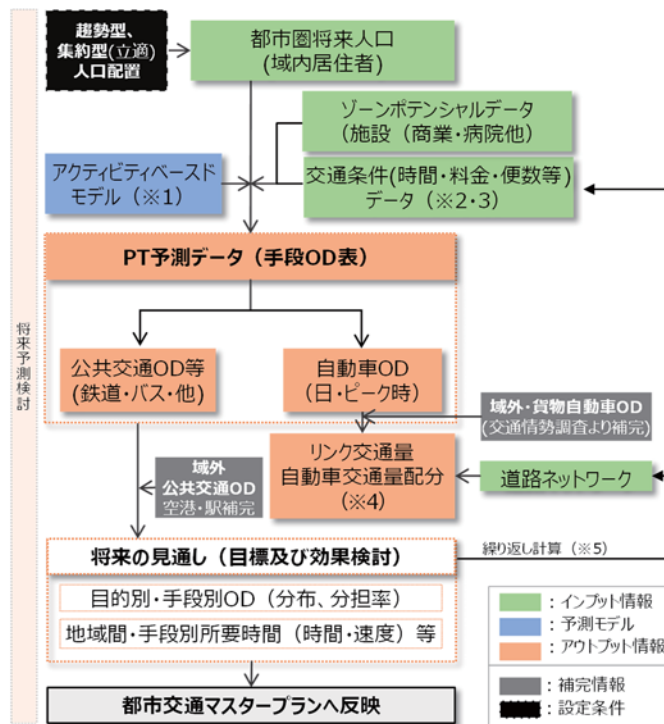 趨勢型、
集約型(立適)
人口配置
都市圏将来人口
(域内居住者)
ゾーンポテンシャルデータ
(施設（商業・病院他)
アクティビティベースド
モデル（※1）
交通条件(時間・料金・便数等)
データ（※2・3）
PT予測データ（手段OD表）
将来予測検討
公共交通OD等
(鉄道・バス・他)
自動車OD
(日・ピーク時)
域外・貨物自動車OD
(交通情勢調査より補完)
域外
公共交通OD
空港・駅補完
リンク交通量
自動車交通量配分
(※4)
道路ネットワーク
将来の見通し（目標及び効果検討）
繰り返し計算（※5）
目的別・手段別OD（分布、分担率）
地域間・手段別所要時間（時間・速度）等
都市交通マスタープランへ反映
：インプット情報
：予測モデル
：アウトプット情報
：補完情報
：設定条件